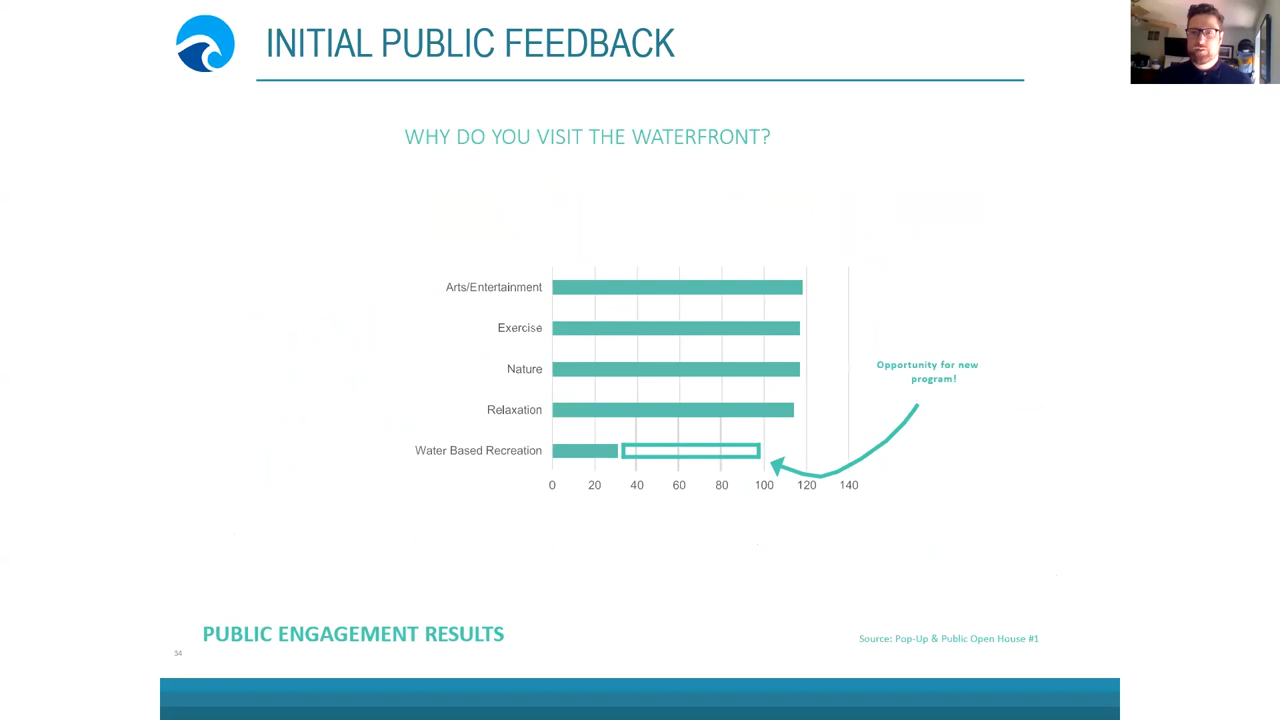 INITIAL PUBLIC FEEDBACK
WHY DO YOU VISIT THE WATERFRONT?
Arts/Entertainment
Exercise
Nature
Relaxation
Water Based Recreation
0 20 40 60 80 100 120 140
Opportunity for new
program!
PUBLIC ENGAGEMENT RESULTS
Source: Pop-Up & Public Open House #1
34